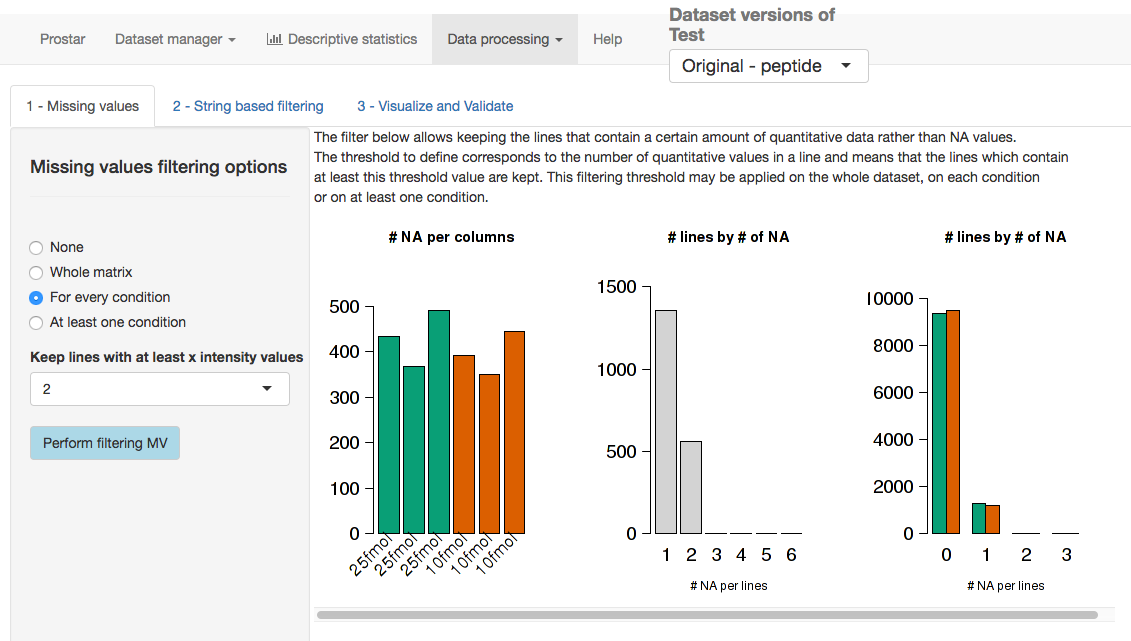 Prostar
Dataset manager
Descriptive statistics
Data processing
Help
Dataset versions of
Test
Original - peptide
1 - Missing values
2 - String based filtering
3 - Visualize and Validate
Missing values filtering options
None
Whole matrix
For every condition
At least one condition
Keep lines with at least x intensity values
2
Perform filtering MV
The filter below allows keeping the lines that contain a certain amount of quantitative data rather than NA values.
The threshold to define corresponds to the number of quantitative values in a line and means that the lines which contain
at least this threshold value are kept. This filtering threshold may be applied on the whole dataset, on each condition
or on at least one condition.
# NA per columns
500
400
300
200
100
0
25fmol
25fmol
25fmol
10fmol
10fmol
10fmol
# lines by # of NA
1500
1000
500
0
1 2 3 4 5 6
# NA per lines
# lines by # of NA
10000
8000
6000
4000
2000
0
0 1 2 3
# NA per lines